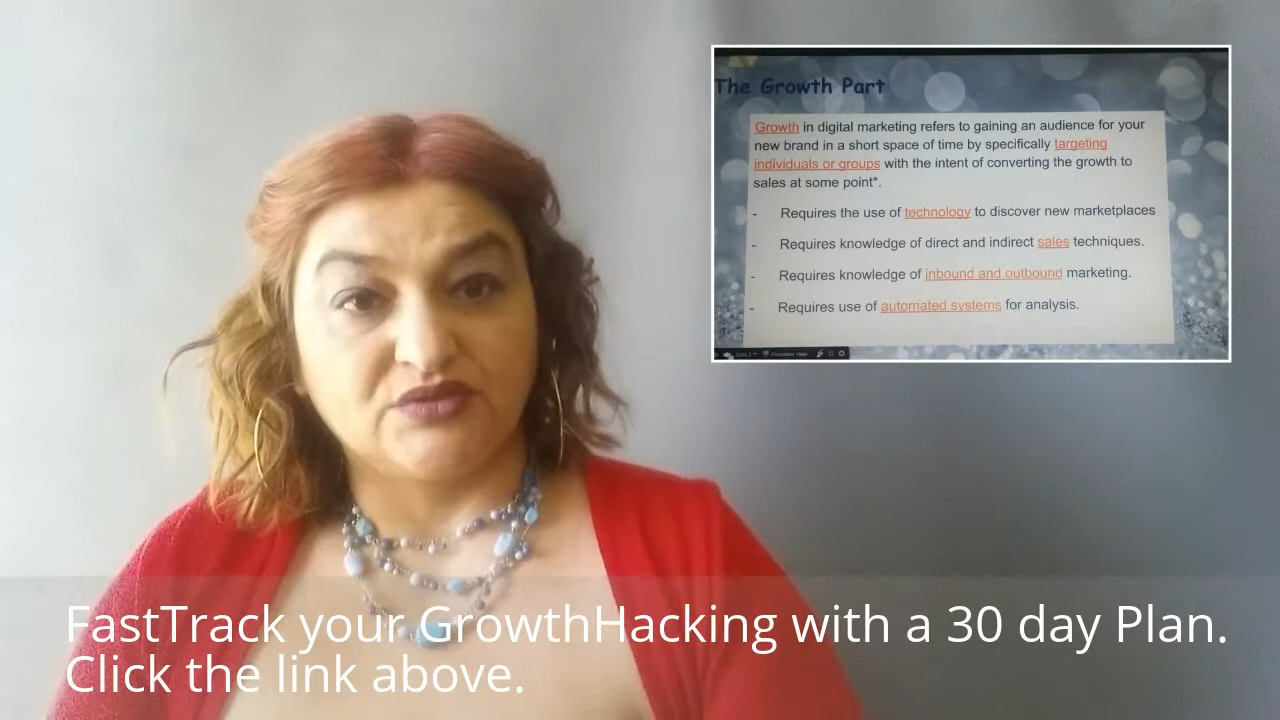 The Growth Part
Growth in digital marketing refers to gaining an audience for your
new brand in a short space of time by specifically targeting
individuals or groups with the intent of converting the growth to
sales at some point*.
- Requires the use of technology to discover new marketplaces
- Requires knowledge of direct and indirect sales techniques.
- Requires knowledge of inbound and outbound marketing.
- Requires use of automated systems for analysis.
FastTrack your GrowthHacking with a 30 day Plan.
Click the link above.